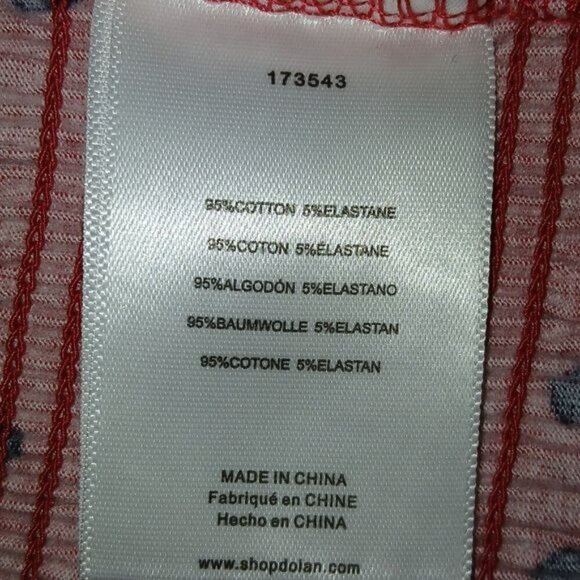 173543
95%COTTON 5%ELASTANE
95%COTON 5%ÉLASTANE
95%ALGODÓN 5%ELASTANO
95%BAUMWOLLE 5%ELASTAN
95%COTONE 5%ELASTAN
MADE IN CHINA
Fabriqué en CHINE
Hecho en CHINA
www.shopdolan.com